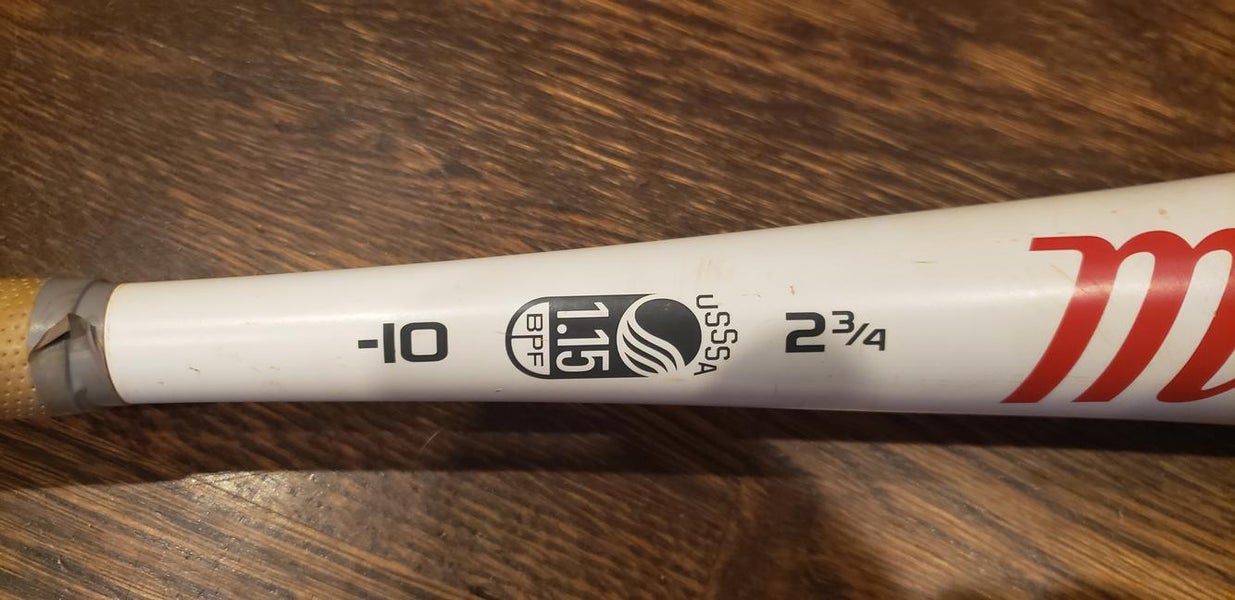 -10
BPF
1.15
USSSA
2 3/4
m